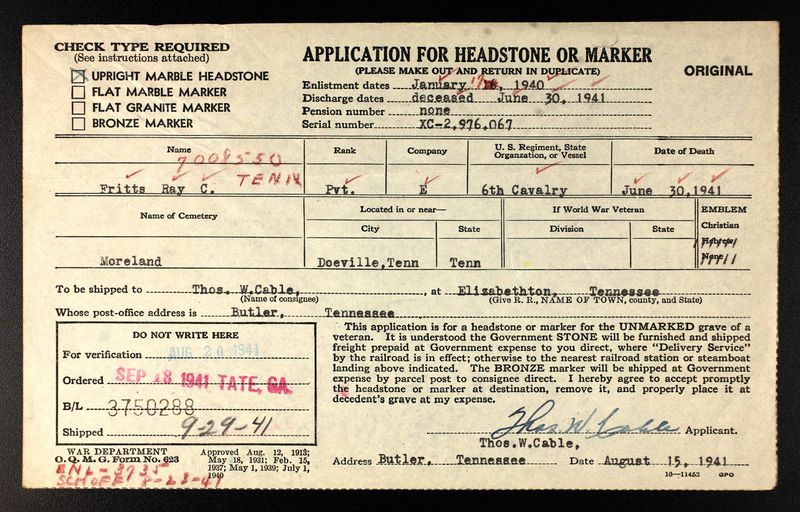 CHECK TYPE REQUIRED
(See instructions attached)
UPRIGHT MARBLE HEADSTONE
FLAT MARBLE MARKER
FLAT GRANITE MARKER
BRONZE MARKER
APPLICATION FOR HEADSTONE OR MARKER
(PLEASE MAKE OUT AND RETURN IN DUPLICATE)
ORIGINAL
Enlistment dates January 17, 1940
Discharge dates deceased June 30, 1941
Pension number none
Serial number XC-2,976,067
Name
Rank
Company
U. S. Regiment, State Organzation, or Vessel
Date of Death
7008550
TENN
Fritts Ray C.
Pvt.
E
6th Cavalry
June 30,1941
Name of Cemetery
Located in or near—
City
State
If World War Veteran
Division
State
EMBLEM
Christian
Hebrew
None
Moreland
Doeville,Tenn
Tenn
To be shipped to Thos. W.Cable, at Elizabethton, Tennessee
(Name of consignee)
(Give R. R., NAME OF TOWN, county, and State)
Whose post-office address is Butler, Tennessee
DO NOT WRITE HERE
For verification AUG 20 1941
Ordered SEP 18 1941 TATE, GA.
B/L 3750288
Shipped 9-29-41
This application is for a headstone or marker for the UNMARKED grave of a
veteran. It is understood the Government STONE will be furnished and shipped
freight prepaid at Government expense to you direct, where "Delivery Service"
by the railroad is in effect; otherwise to the nearest railroad station or steamboat
landing above indicated. The BRONZE marker will be shipped at Government
expense by parcel post to consignee direct. I hereby agree to accept promptly
the headstone or marker at destination, remove it, and properly place it at
decedent's grave at my expense.
Thos. W. Cable Applicant.
Thos.W.Cable,
Address Butler, Tennessee Date August 15, 1941
WAR DEPARTMENT
O. Q. M. G. Form No. 623
Approved Aug. 12, 1913;
May 18, 1931; Feb. 15,
1937; May 1, 1939; July 1,
1940
ENL-3735
SCHOFF 8-23-41
16—11453 GPO